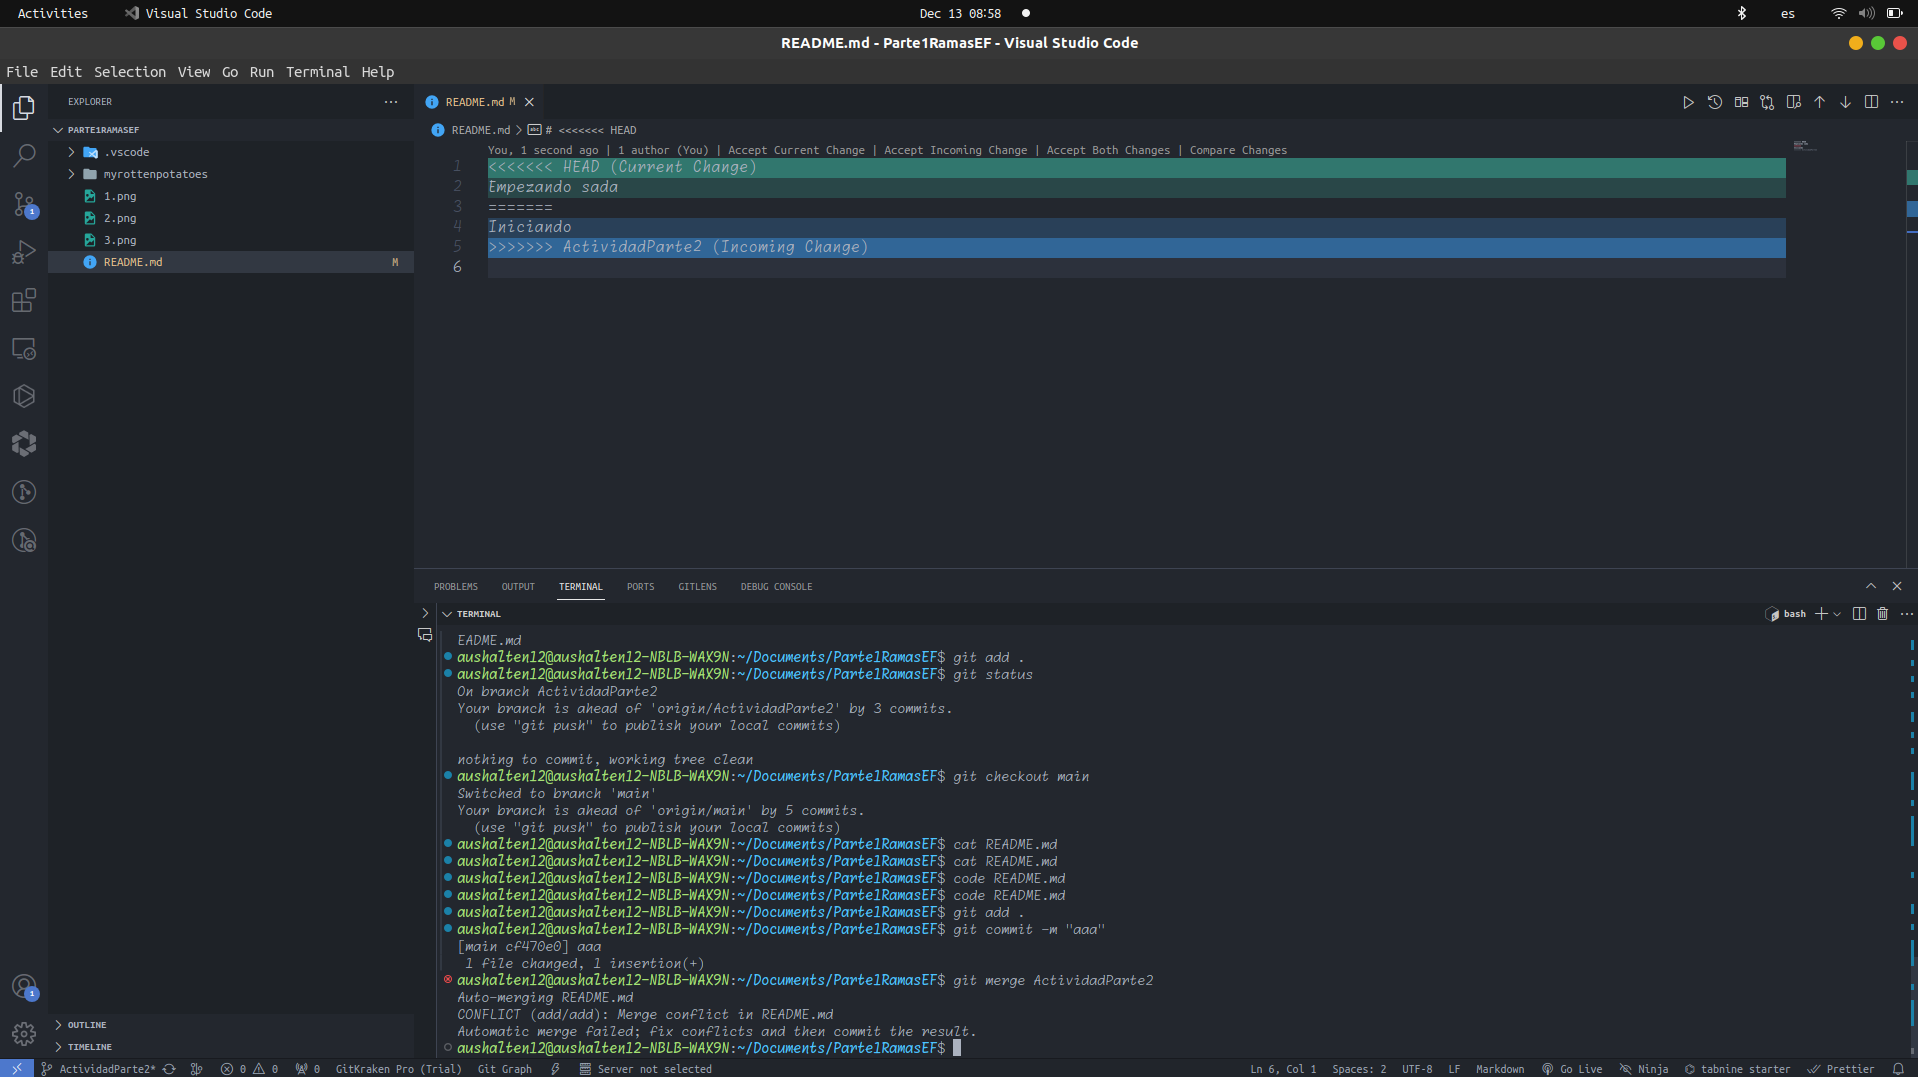 Activities Visual Studio Code Dec 13 08:58 es
README.md - Parte1RamasEF - Visual Studio Code
File Edit Selection View Go Run Terminal Help
EXPLORER
PARTE1RAMASEF
.vscode
myrottenpotatoes
1.png
2.png
3.png
README.md M
README.md M
README.md # <<<<<<< HEAD
You, 1 second ago | 1 author (You) | Accept Current Change | Accept Incoming Change | Accept Both Changes | Compare Changes
1 <<<<<<< HEAD (Current Change)
2 Empezando sada
3 =======
4 Iniciando
5 >>>>>>> ActividadParte2 (Incoming Change)
6
PROBLEMS OUTPUT TERMINAL PORTS GITLENS DEBUG CONSOLE
TERMINAL bash
EADME.md
aushalten12@aushalten12-NBLB-WAX9N:~/Documents/Parte1RamasEF$ git add .
aushalten12@aushalten12-NBLB-WAX9N:~/Documents/Parte1RamasEF$ git status
On branch ActividadParte2
Your branch is ahead of 'origin/ActividadParte2' by 3 commits.
(use "git push" to publish your local commits)
nothing to commit, working tree clean
aushalten12@aushalten12-NBLB-WAX9N:~/Documents/Parte1RamasEF$ git checkout main
Switched to branch 'main'
Your branch is ahead of 'origin/main' by 5 commits.
(use "git push" to publish your local commits)
aushalten12@aushalten12-NBLB-WAX9N:~/Documents/Parte1RamasEF$ cat README.md
aushalten12@aushalten12-NBLB-WAX9N:~/Documents/Parte1RamasEF$ cat README.md
aushalten12@aushalten12-NBLB-WAX9N:~/Documents/Parte1RamasEF$ code README.md
aushalten12@aushalten12-NBLB-WAX9N:~/Documents/Parte1RamasEF$ code README.md
aushalten12@aushalten12-NBLB-WAX9N:~/Documents/Parte1RamasEF$ git add .
aushalten12@aushalten12-NBLB-WAX9N:~/Documents/Parte1RamasEF$ git commit -m "aaa"
[main cf470e0] aaa
1 file changed, 1 insertion(+)
aushalten12@aushalten12-NBLB-WAX9N:~/Documents/Parte1RamasEF$ git merge ActividadParte2
Auto-merging README.md
CONFLICT (add/add): Merge conflict in README.md
Automatic merge failed; fix conflicts and then commit the result.
aushalten12@aushalten12-NBLB-WAX9N:~/Documents/Parte1RamasEF$
1
1
OUTLINE
TIMELINE
ActividadParte2* 0 0 0 GitKraken Pro (Trial) Git Graph Server not selected Ln 6, Col 1 Spaces: 2 UTF-8 LF Markdown Go Live Ninja tabnine starter Prettier